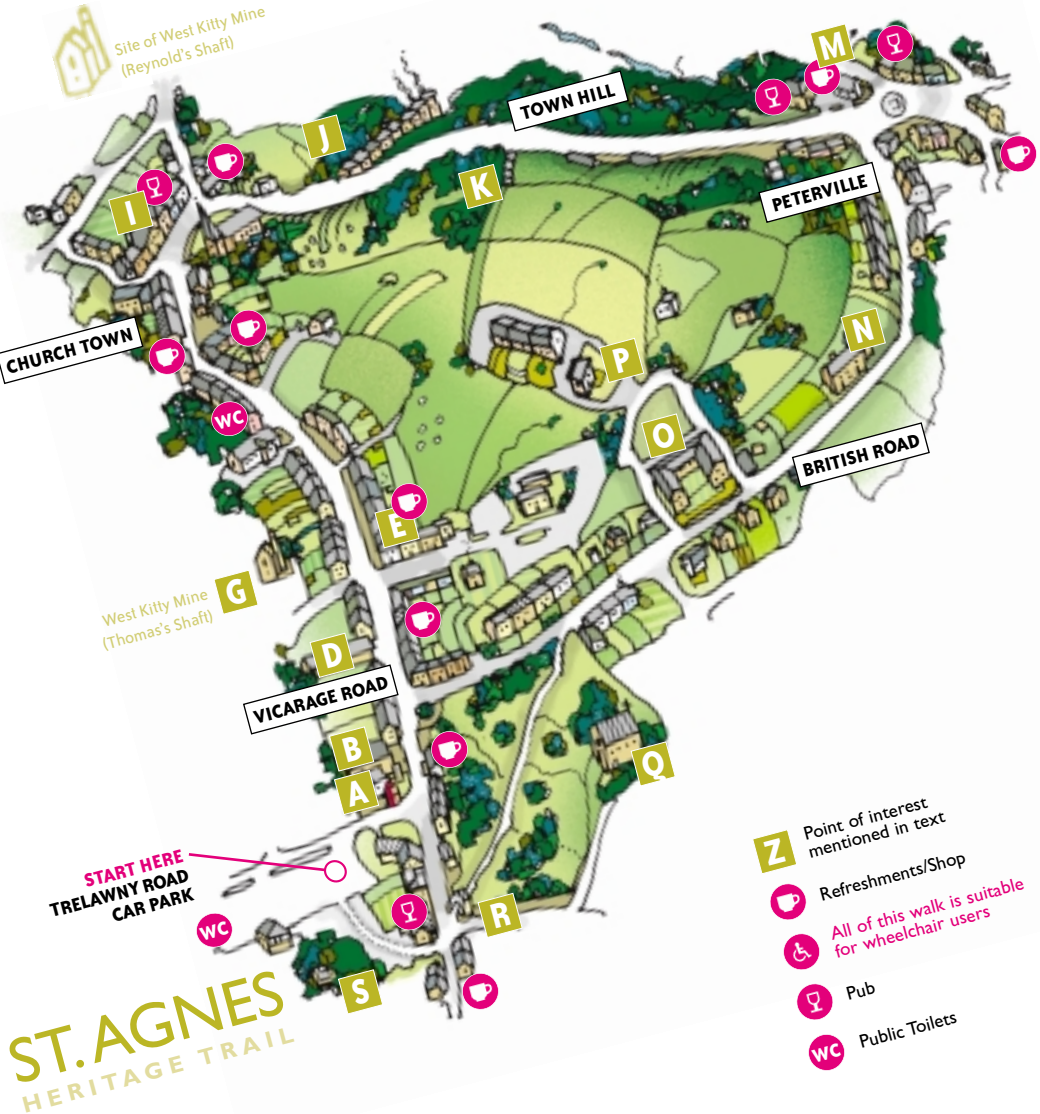 Site of West Kitty Mine
(Reynold's Shaft)
M
TOWN HILL
J
K
I
PETERVILLE
CHURCH TOWN
N
P
WC
O
BRITISH ROAD
E
G
West Kitty Mine
(Thomas's Shaft)
D
VICARAGE ROAD
B
A
Q
START HERE
TRELAWNY ROAD
CAR PARK
WC
R
S
Z
Point of interest
mentioned in text
Refreshments/Shop
All of this walk is suitable
for wheelchair users
Pub
WC
Public Toilets
ST. AGNES
HERITAGE TRAIL